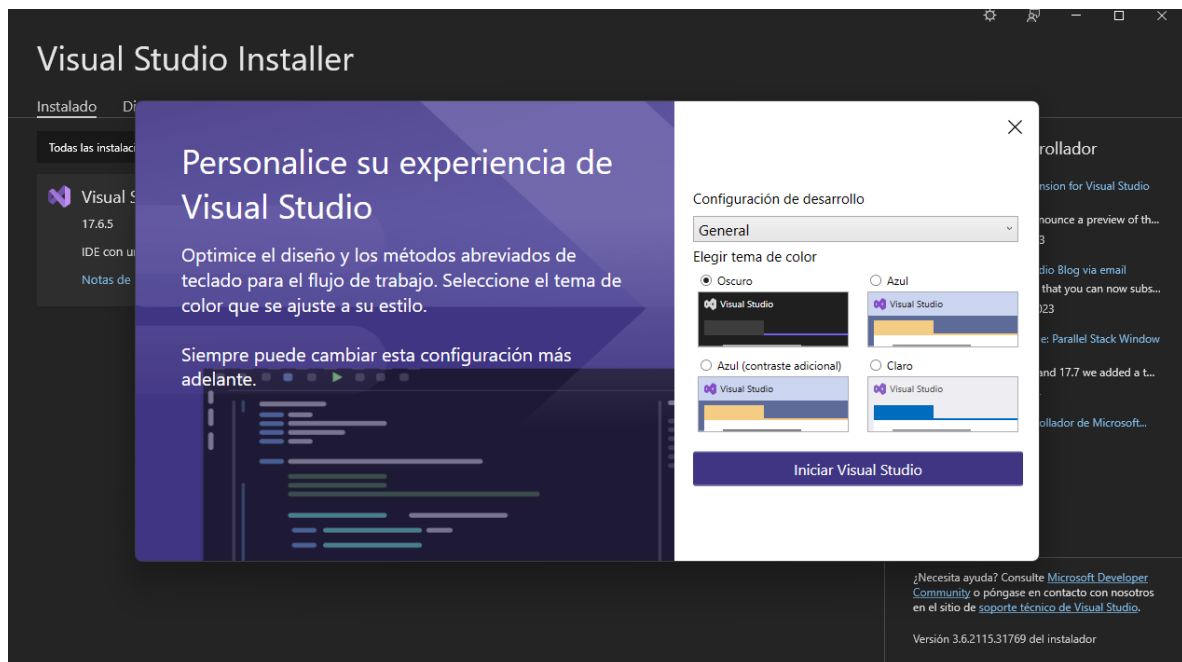 Visual Studio Installer
Instalado
Todas las instalaci
Visual S
17.6.5
IDE con u
Notas de
Personalice su experiencia de
Visual Studio
Optimice el diseño y los métodos abreviados de
teclado para el flujo de trabajo. Seleccione el tema de
color que se ajuste a su estilo.
Siempre puede cambiar esta configuración más
adelante.
Configuración de desarrollo
General
Elegir tema de color
Oscuro
Azul
Visual Studio
Visual Studio
Azul (contraste adicional)
Claro
Visual Studio
Visual Studio
Iniciar Visual Studio
rollador
nsion for Visual Studio
nounce a preview of th...
3
dio Blog via email
that you can now subs...
023
e: Parallel Stack Window
and 17.7 we added a t...
ollador de Microsoft...
¿Necesita ayuda? Consulte Microsoft Developer
Community o póngase en contacto con nosotros
en el sitio de soporte técnico de Visual Studio.
Versión 3.6.2115.31769 del instalador